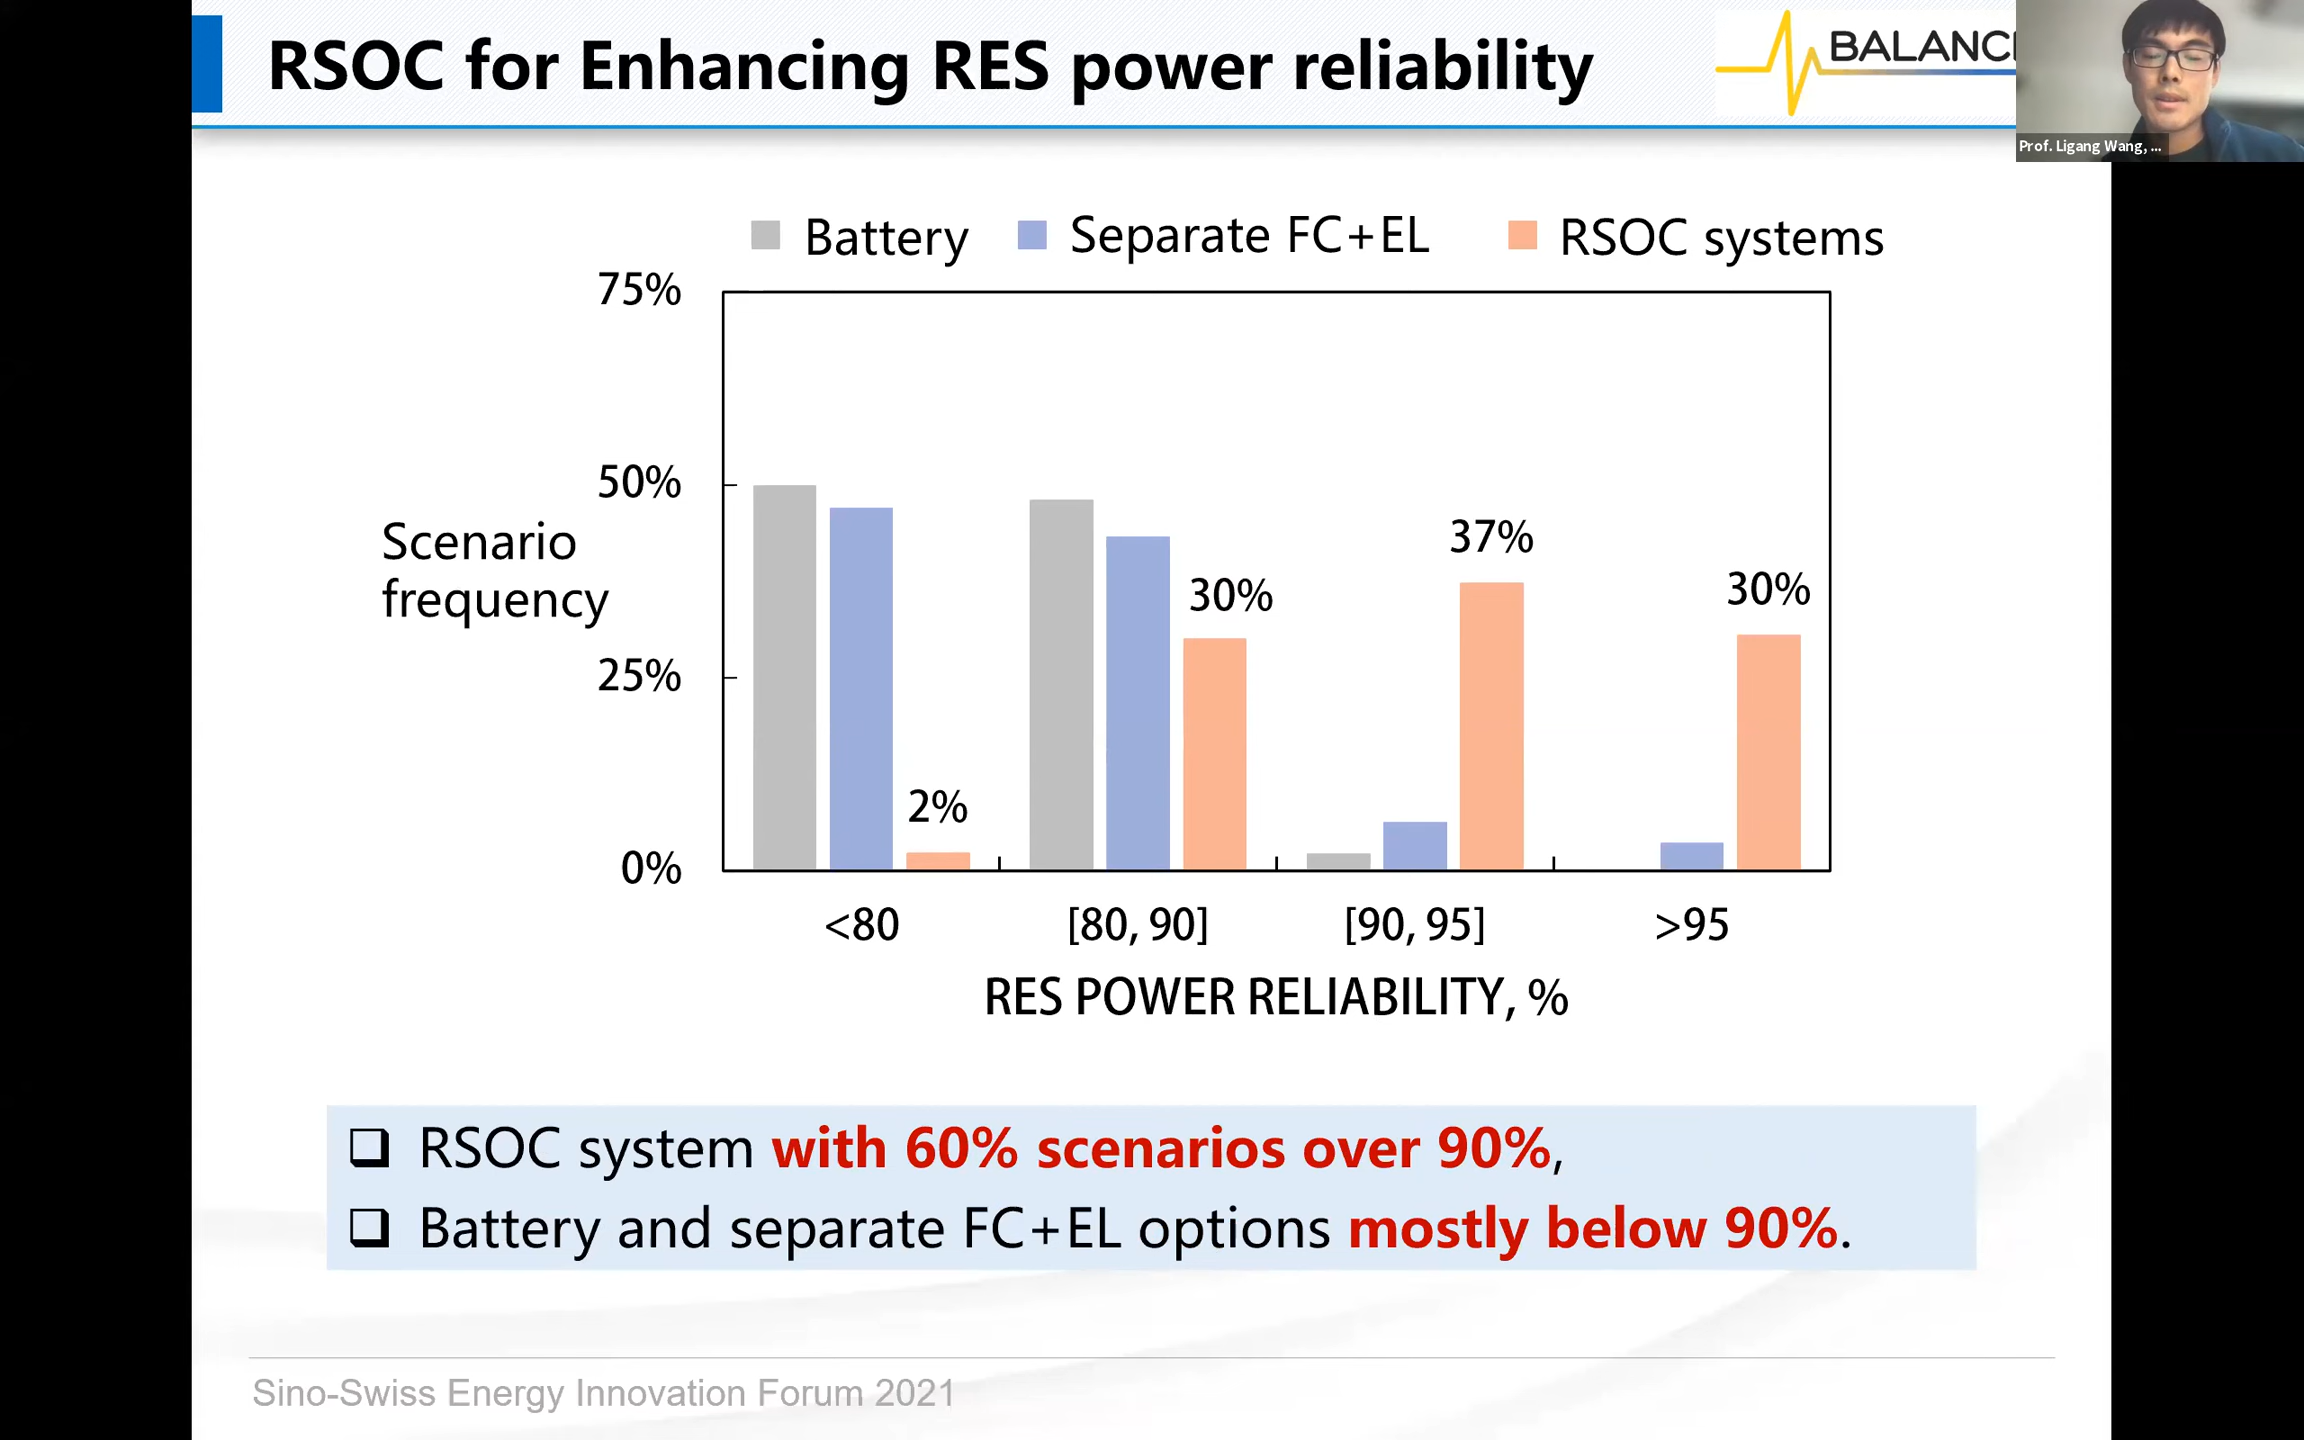 RSOC for Enhancing RES power reliability
BALANCE
Prof. Ligang Wang, ...
Battery
Separate FC+EL
RSOC systems
75%
50%
Scenario
frequency
25%
0%
2%
30%
37%
30%
<80
[80, 90]
[90, 95]
>95
RES POWER RELIABILITY, %
RSOC system with 60% scenarios over 90%,
Battery and separate FC+EL options mostly below 90%.
Sino-Swiss Energy Innovation Forum 2021